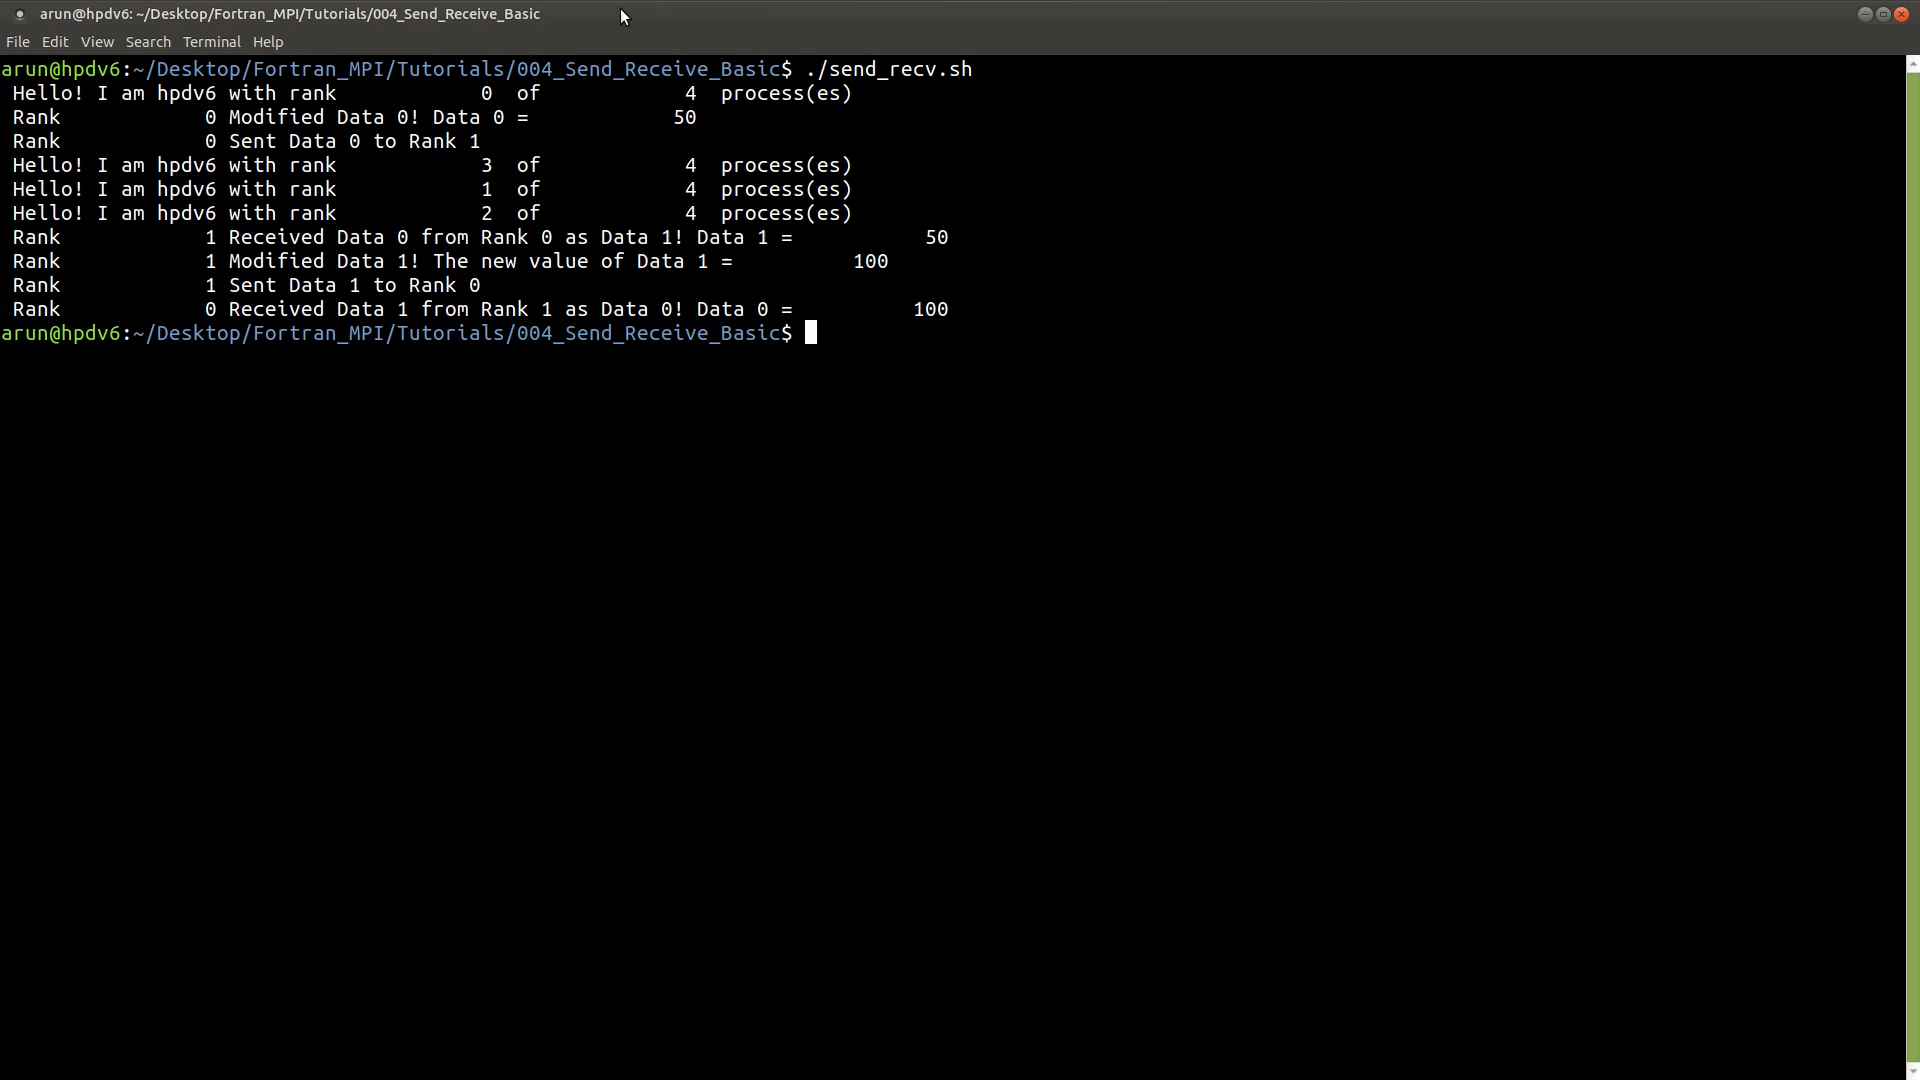 arun@hpdv6: ~/Desktop/Fortran_MPI/Tutorials/004_Send_Receive_Basic
File Edit View Search Terminal Help
arun@hpdv6:~/Desktop/Fortran_MPI/Tutorials/004_Send_Receive_Basic$ ./send_recv.sh
 Hello! I am hpdv6 with rank            0  of            4  process(es)
 Rank            0 Modified Data 0! Data 0 =            50
 Rank            0 Sent Data 0 to Rank 1
 Hello! I am hpdv6 with rank            3  of            4  process(es)
 Hello! I am hpdv6 with rank            1  of            4  process(es)
 Hello! I am hpdv6 with rank            2  of            4  process(es)
 Rank            1 Received Data 0 from Rank 0 as Data 1! Data 1 =           50
 Rank            1 Modified Data 1! The new value of Data 1 =          100
 Rank            1 Sent Data 1 to Rank 0
 Rank            0 Received Data 1 from Rank 1 as Data 0! Data 0 =          100
arun@hpdv6:~/Desktop/Fortran_MPI/Tutorials/004_Send_Receive_Basic$